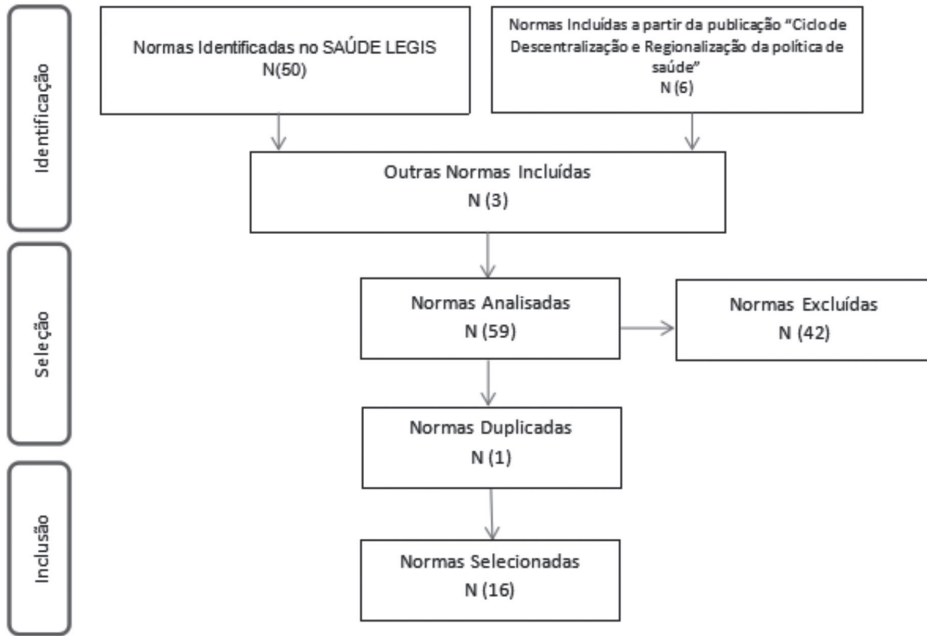 Identificação
Normas Identificadas no SAÚDE LEGIS
N(50)
Normas Incluídas a partir da publicação “Ciclo de
Descentralização e Regionalização da política de
saúde”
N (6)
Outras Normas Incluídas
N (3)
Seleção
Normas Analisadas
N (59)
Normas Excluídas
N (42)
Normas Duplicadas
N (1)
Inclusão
Normas Selecionadas
N (16)